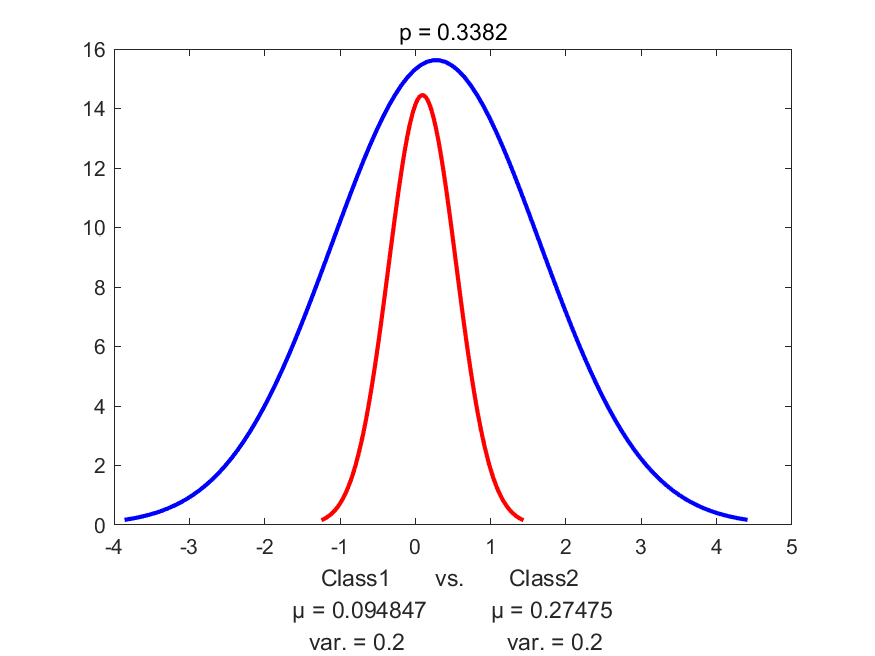 p = 0.3382
16
14
12
10
8
6
4
2
0
-4 -3 -2 -1 0 1 2 3 4 5
Class1 vs. Class2
μ = 0.094847 μ = 0.27475
var. = 0.2 var. = 0.2